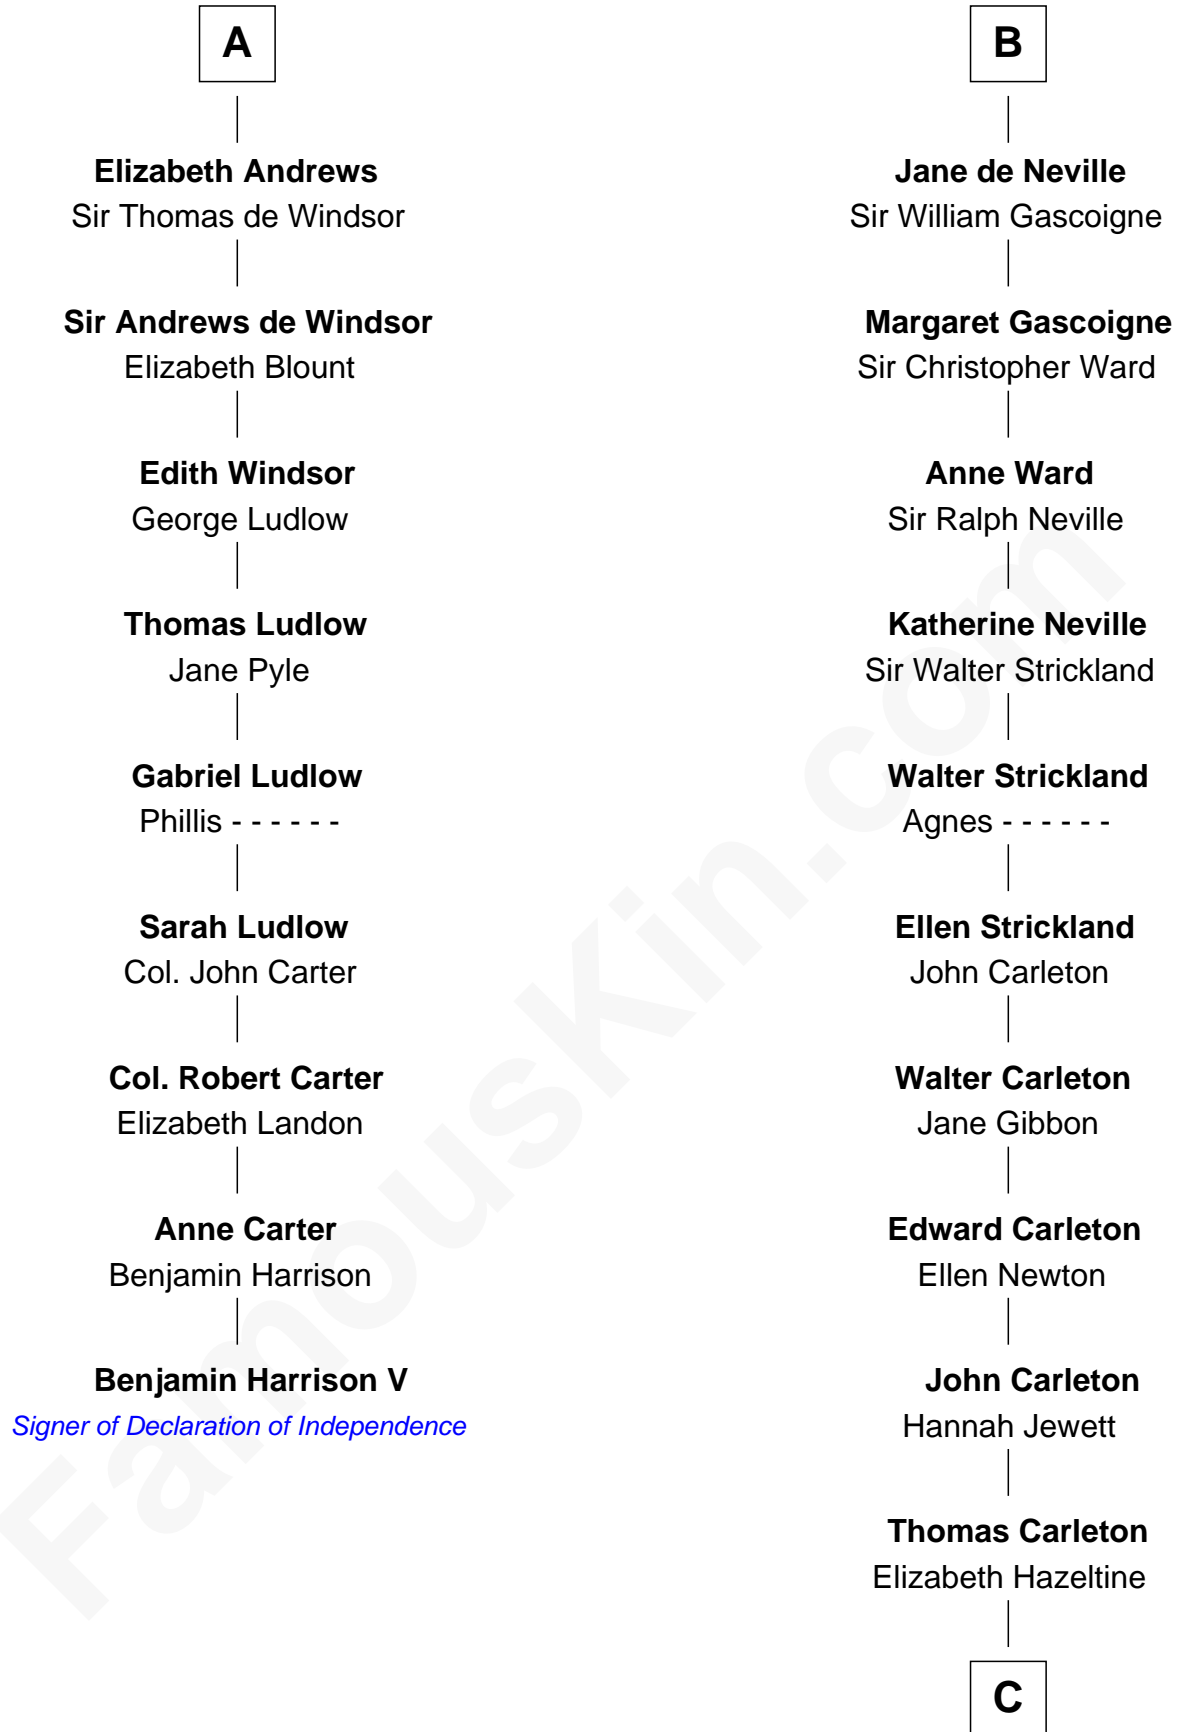 A
Elizabeth Andrews
Sir Thomas de Windsor
Sir Andrews de Windsor
Elizabeth Blount
Edith Windsor
George Ludlow
Thomas Ludlow
Jane Pyle
Gabriel Ludlow
Phillis - - - - - -
Sarah Ludlow
Col. John Carter
Col. Robert Carter
Elizabeth Landon
Anne Carter
Benjamin Harrison
Benjamin Harrison V
Signer of Declaration of Independence
B
Jane de Neville
Sir William Gascoigne
Margaret Gascoigne
Sir Christopher Ward
Anne Ward
Sir Ralph Neville
Katherine Neville
Sir Walter Strickland
Walter Strickland
Agnes - - - - - -
Ellen Strickland
John Carleton
Walter Carleton
Jane Gibbon
Edward Carleton
Ellen Newton
John Carleton
Hannah Jewett
Thomas Carleton
Elizabeth Hazeltine
C
FamousKin.com